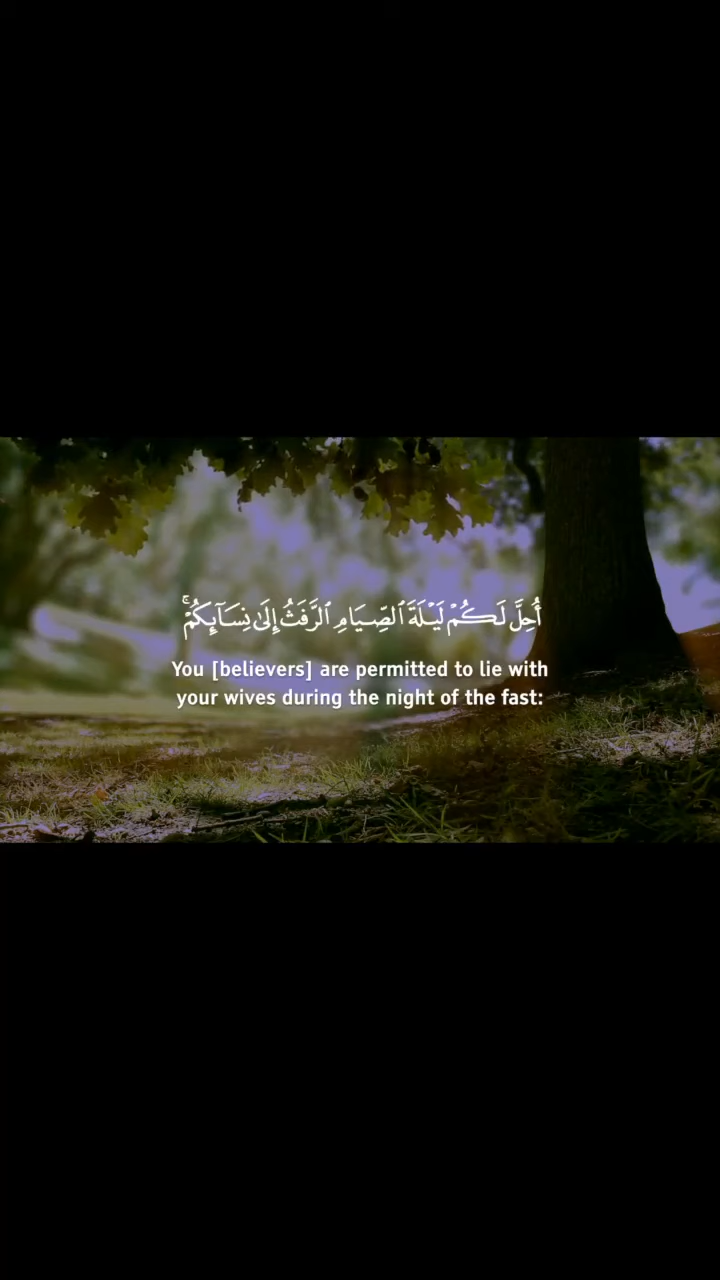 أُحِلَّ لَكُمْ لَيْلَةَ ٱلصِّيَامِ ٱلرَّفَثُ إِلَىٰ نِسَآئِكُمْ ۚ
You [believers] are permitted to lie with
your wives during the night of the fast: